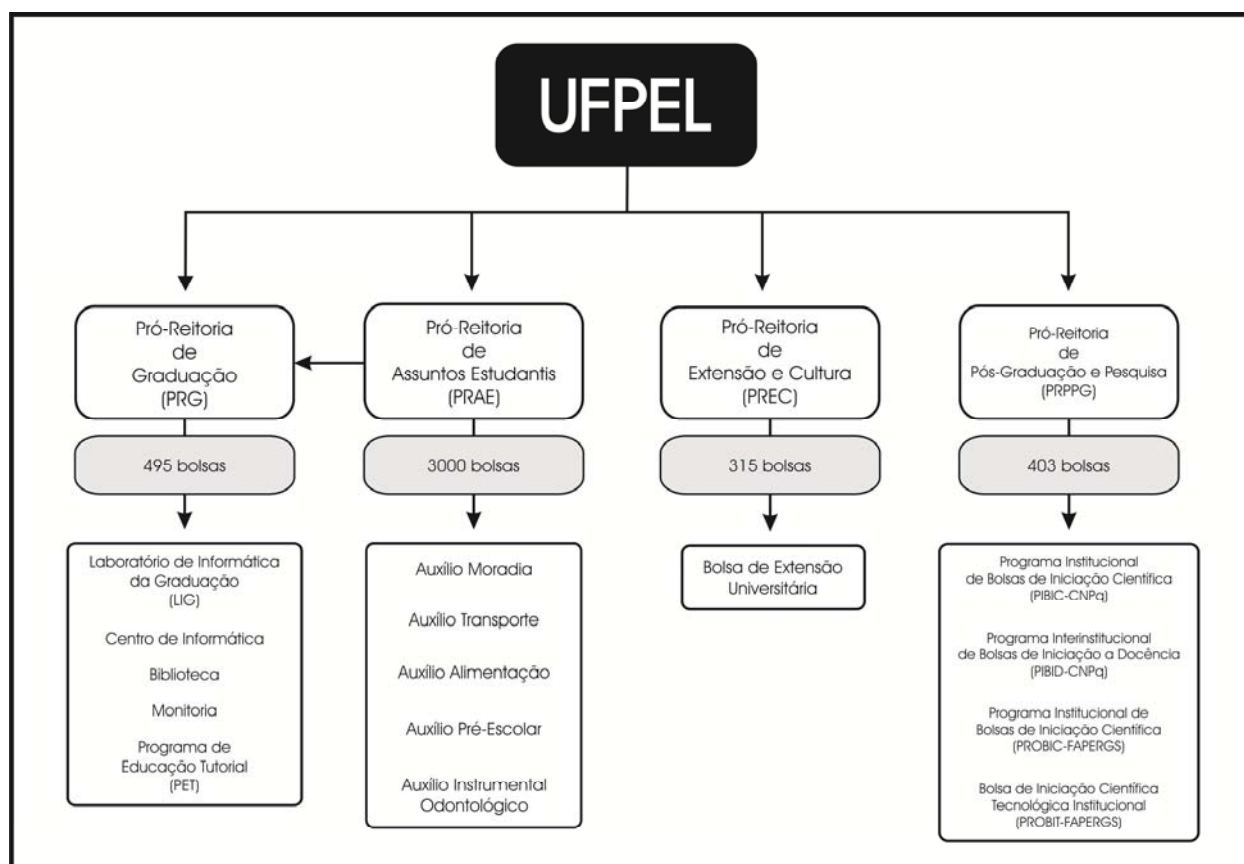 UFPEL
Pró-Reitoria
de
Graduação
(PRG)
Pró-Reitoria
de
Assuntos Estudantis
(PRAE)
Pró-Reitoria
de
Extensão e Cultura
(PREC)
Pró-Reitoria
de
Pós-Graduação e Pesquisa
(PRPPG)
495 bolsas
3000 bolsas
315 bolsas
403 bolsas
Laboratório de Informática
da Graduação
(LIG)
Centro de Informática
Biblioteca
Monitoria
Programa de
Educação Tutorial
(PET)
Auxílio Moradia
Auxílio Transporte
Auxílio Alimentação
Auxílio Pré-Escolar
Auxílio Instrumental
Odontológico
Bolsa de Extensão
Universitária
Programa Institucional
de Bolsas de Iniciação Científica
(PIBIC-CNPq)
Programa Interinstitucional
de Bolsas de Iniciação a Docência
(PIBID-CNPq)
Programa Institucional de
Bolsas de Iniciação Científica
(PROBIC-FAPERGS)
Bolsa de Iniciação Científica
Tecnológica Institucional
(PROBIT-FAPERGS)